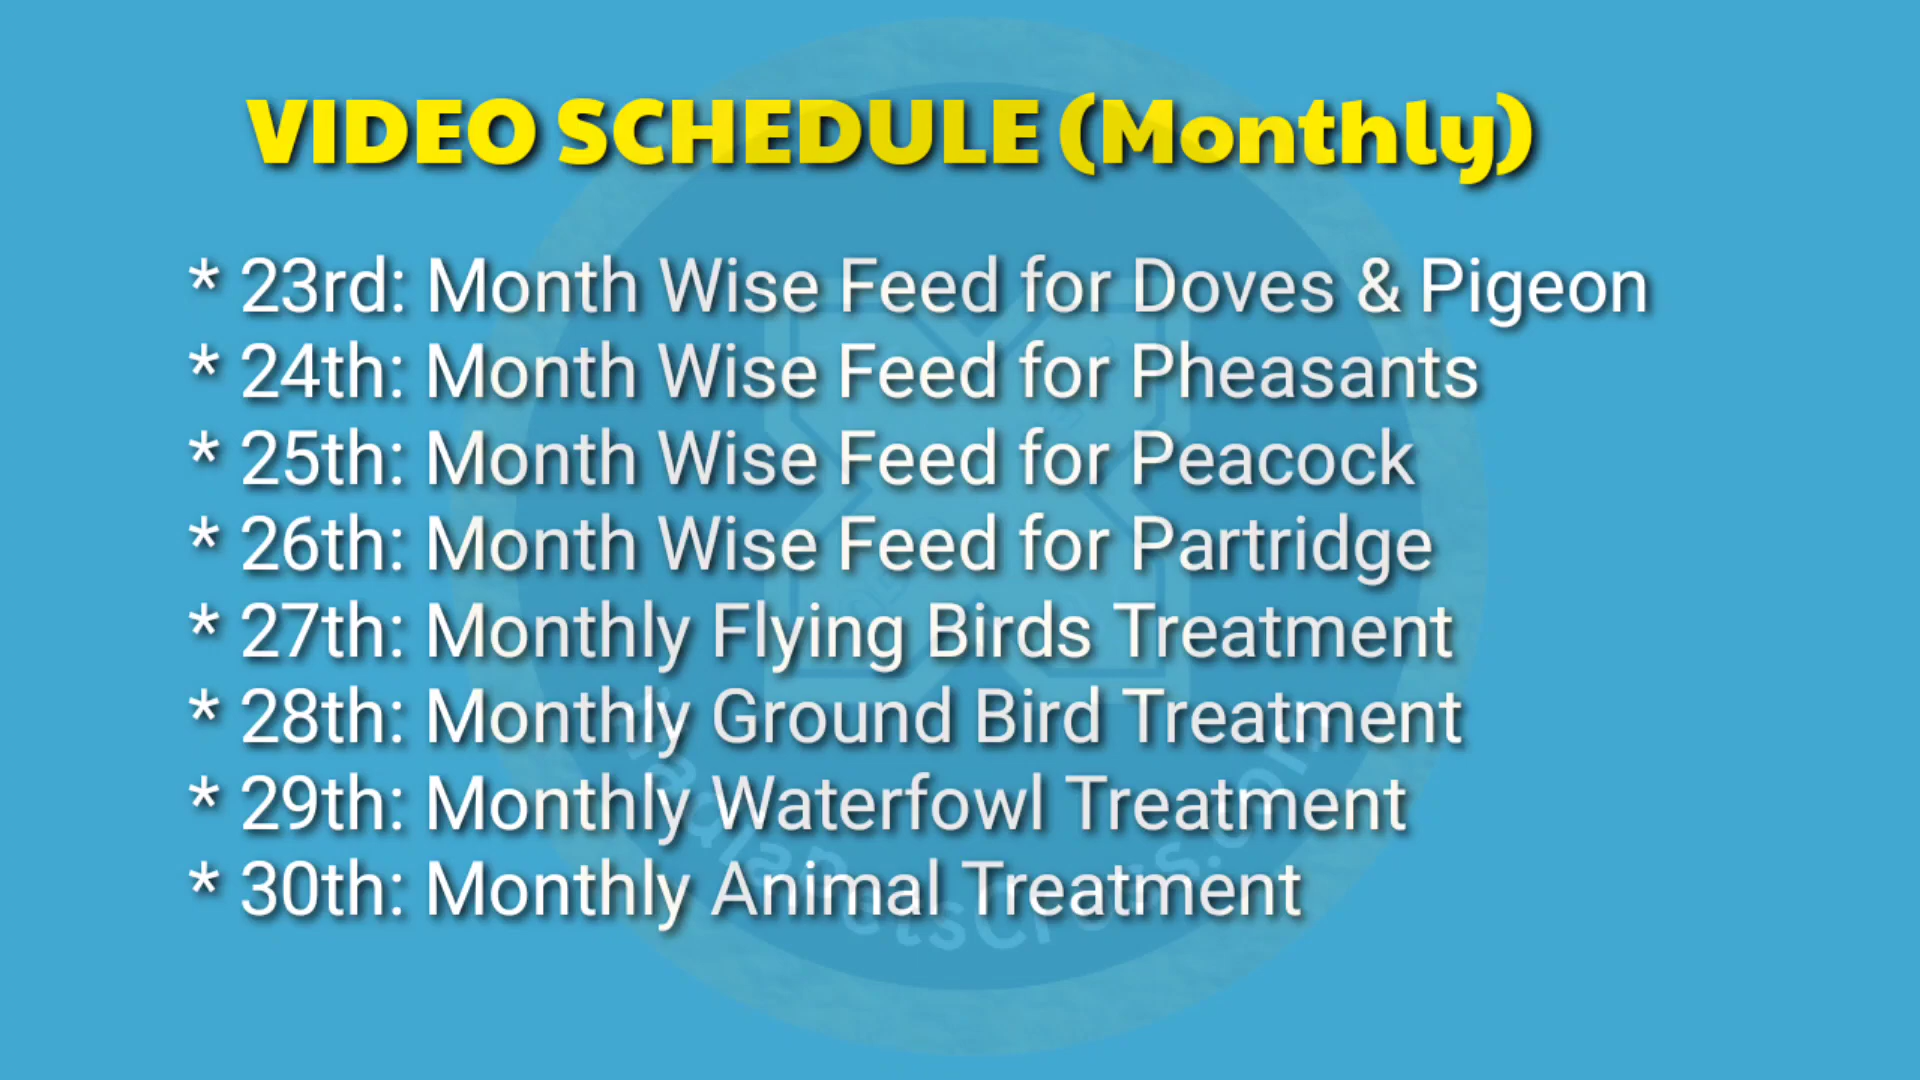 VIDEO SCHEDULE (Monthly)
* 23rd: Month Wise Feed for Doves & Pigeon
* 24th: Month Wise Feed for Pheasants
* 25th: Month Wise Feed for Peacock
* 26th: Month Wise Feed for Partridge
* 27th: Monthly Flying Birds Treatment
* 28th: Monthly Ground Bird Treatment
* 29th: Monthly Waterfowl Treatment
* 30th: Monthly Animal Treatment